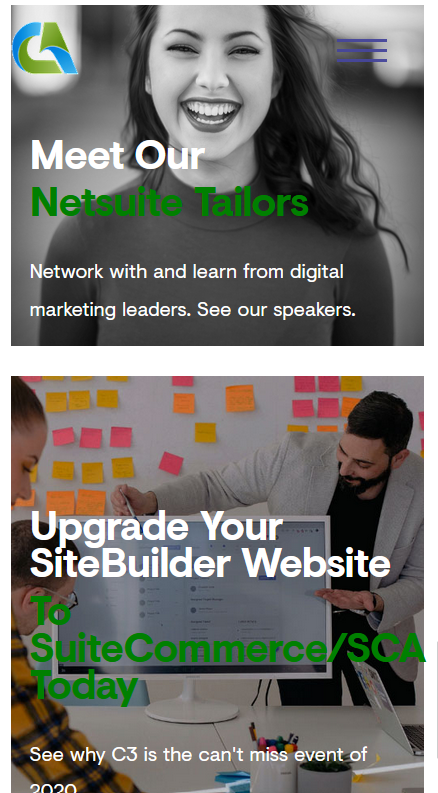 Meet Our
Netsuite Tailors
Network with and learn from digital
marketing leaders. See our speakers.
Upgrade Your
SiteBuilder Website
To
SuiteCommerce/SCA
Today
See why C3 is the can't miss event of
2020